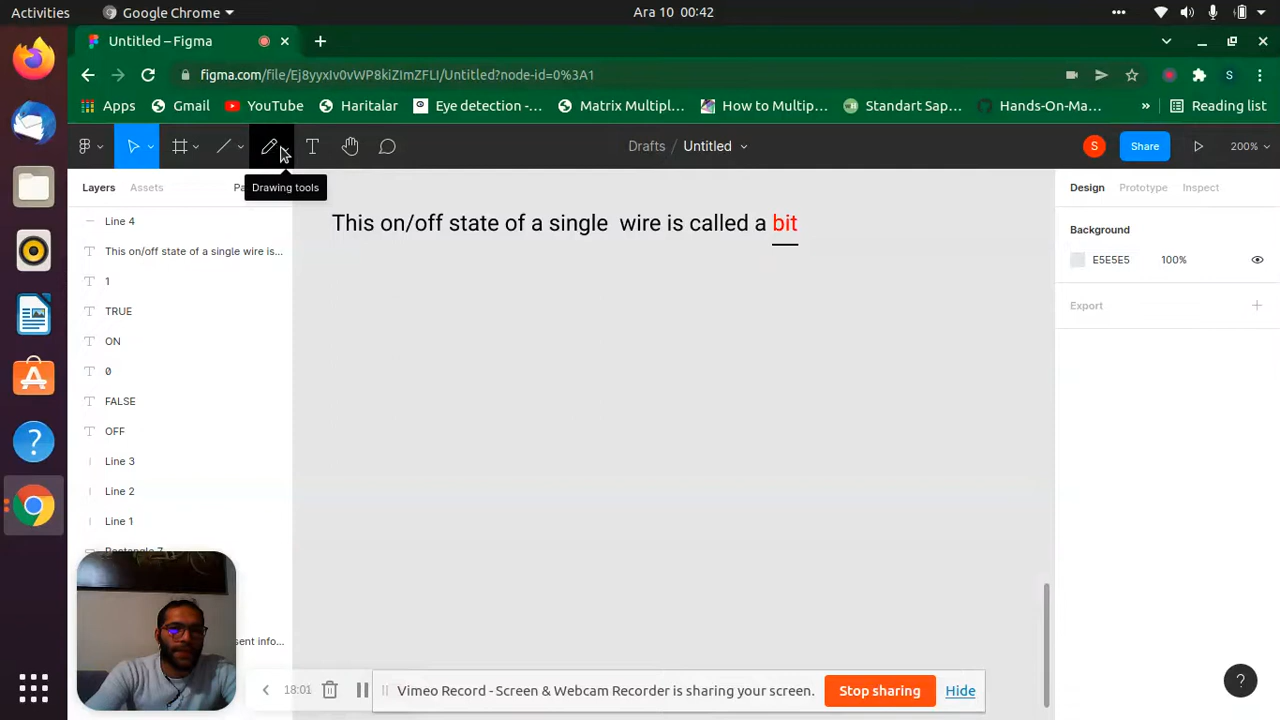 Activities
Google Chrome
Ara 10 00:42
Untitled – Figma
figma.com/file/Ej8yyxIv0vWP8kiZImZFLI/Untitled?node-id=0%3A1
S
Apps
Gmail
YouTube
Haritalar
Eye detection -...
Matrix Multipl...
How to Multip...
Standart Sap...
Hands-On-Ma...
»
Reading list
Drafts / Untitled
S
Share
200%
Layers
Assets
Drawing tools
Design
Prototype
Inspect
Line 4
This on/off state of a single wire is called a bit
Background
This on/off state of a single wire is...
E5E5E5 100%
1
Export
TRUE
ON
0
FALSE
OFF
Line 3
Line 2
Line 1
sent info...
18:01
Vimeo Record - Screen & Webcam Recorder is sharing your screen.
Stop sharing
Hide
?